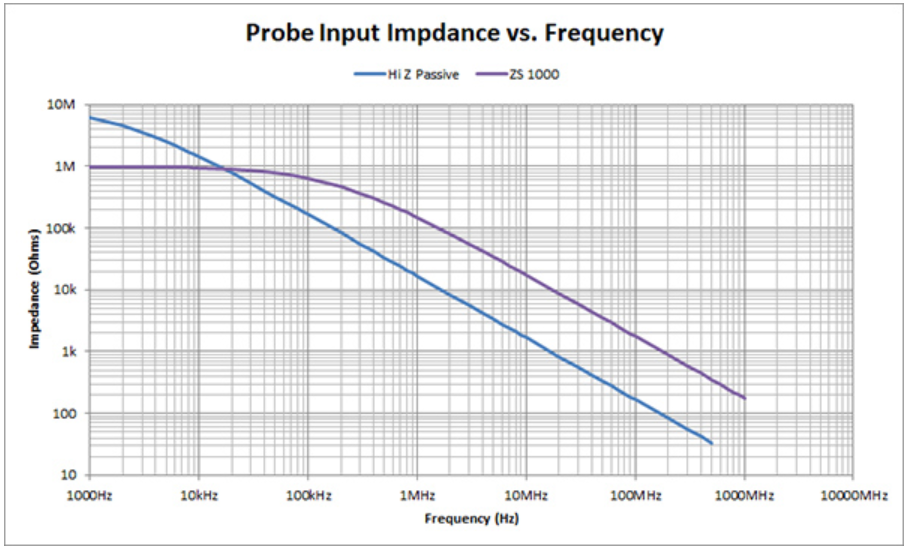 Probe Input Impdance vs. Frequency
Hi Z Passive ZS 1000
10M
1M
100k
10k
1k
100
10
Impedance (Ohms)
1000Hz 10kHz 100kHz 1MHz 10MHz 100MHz 1000MHz 10000MHz
Frequency (Hz)